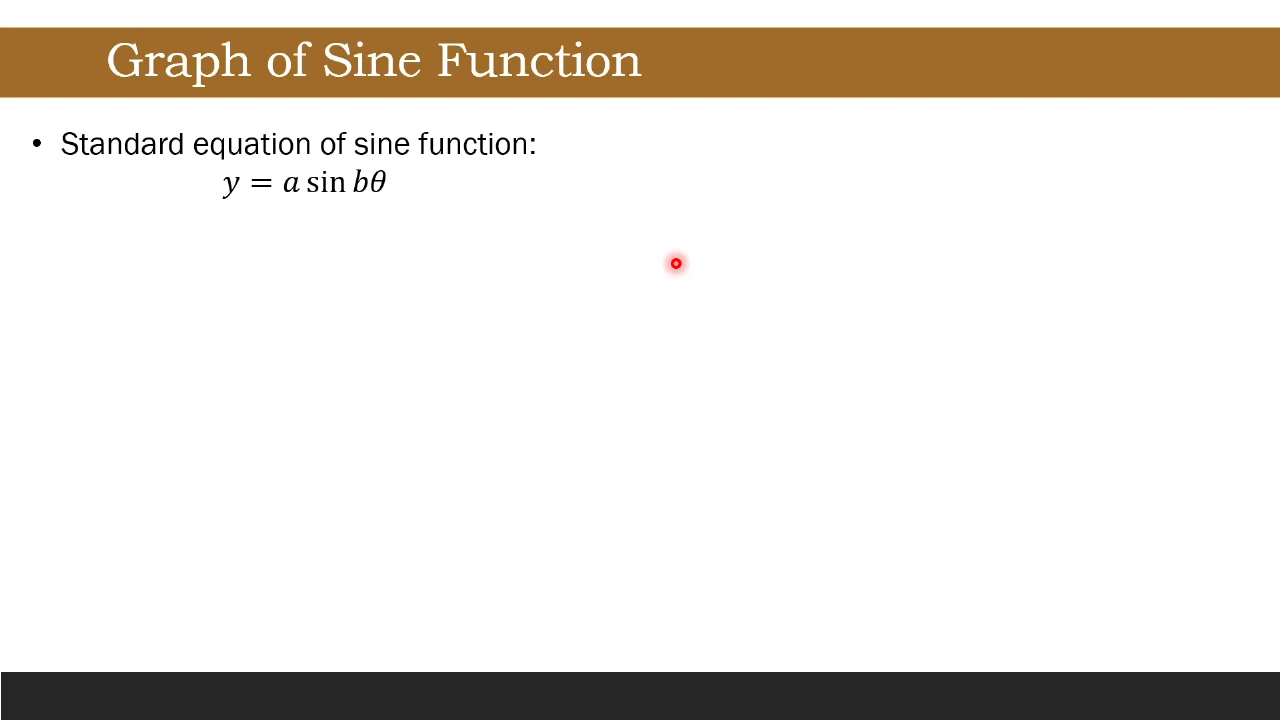 Graph of Sine Function
• Standard equation of sine function:
𝑦 = 𝑎 sin 𝑏𝜃